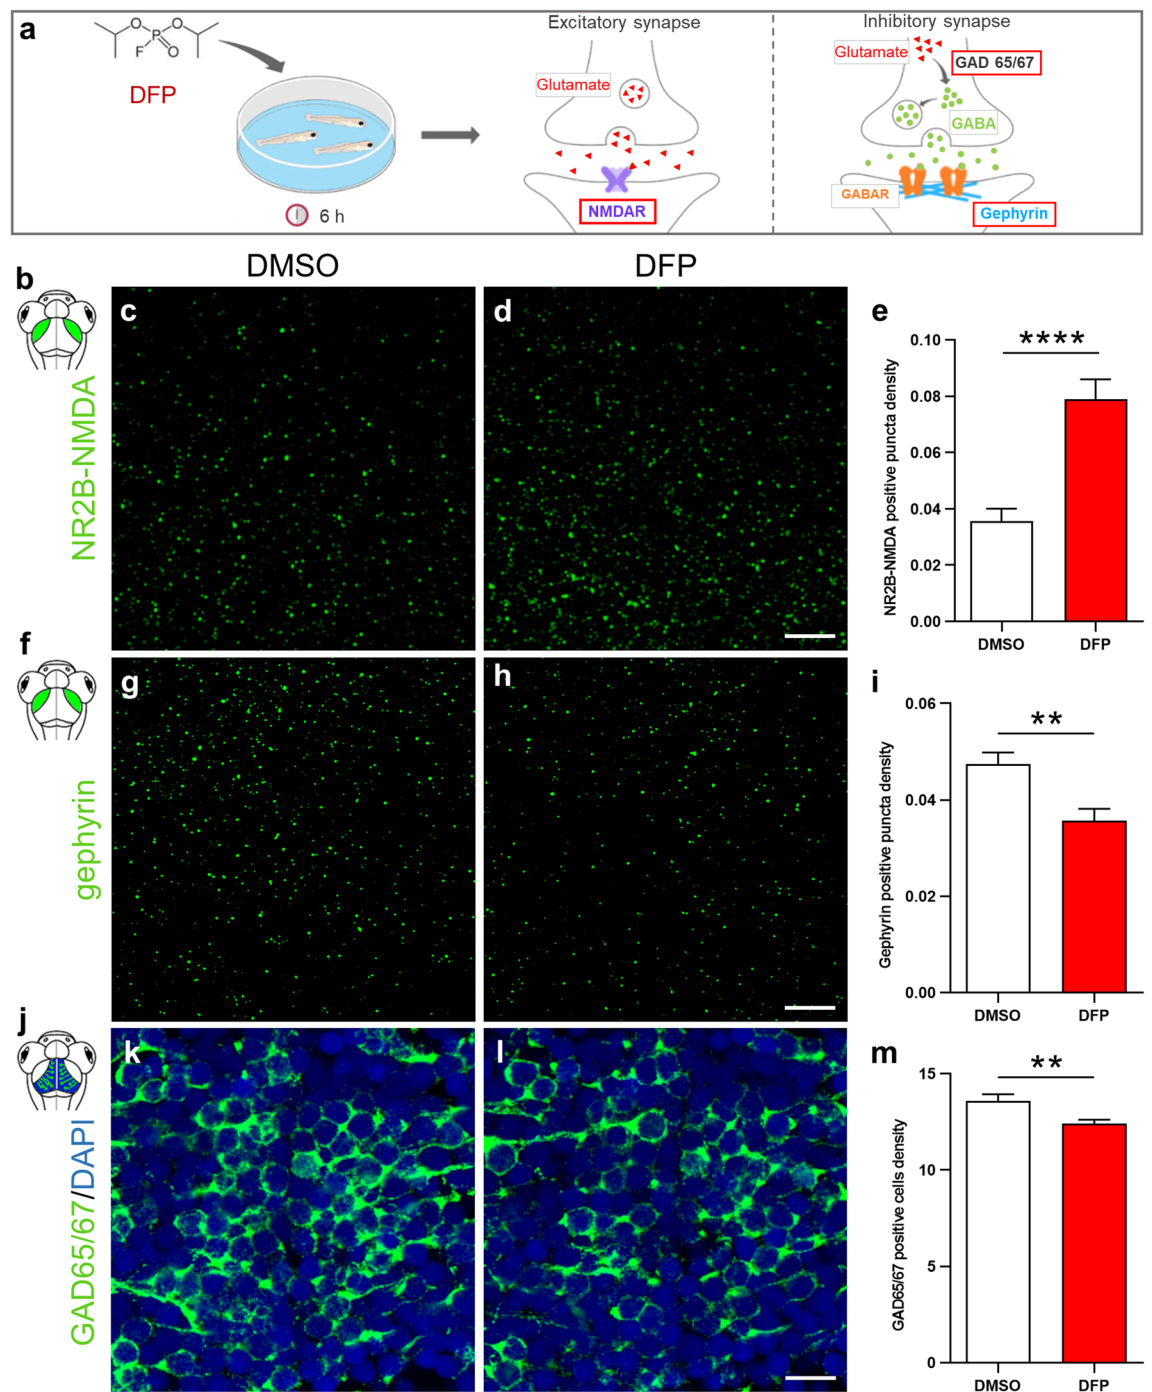 a
O
P
O
F
O
DFP
6 h
Excitatory synapse
Glutamate
NMDAR
Inhibitory synapse
Glutamate
GAD 65/67
GABA
GABAR
Gephyrin
DMSO
DFP
b
NR2B-NMDA
c
d
e
NR2B-NMDA positive puncta density
0.10
0.08
0.06
0.04
0.02
0.00
****
DMSO
DFP
f
gephyrin
g
h
i
Gephyrin positive puncta density
0.06
0.04
0.02
0.00
**
DMSO
DFP
j
GAD65/67/DAPI
k
l
m
GAD65/67 positive cells density
15
10
5
0
**
DMSO
DFP